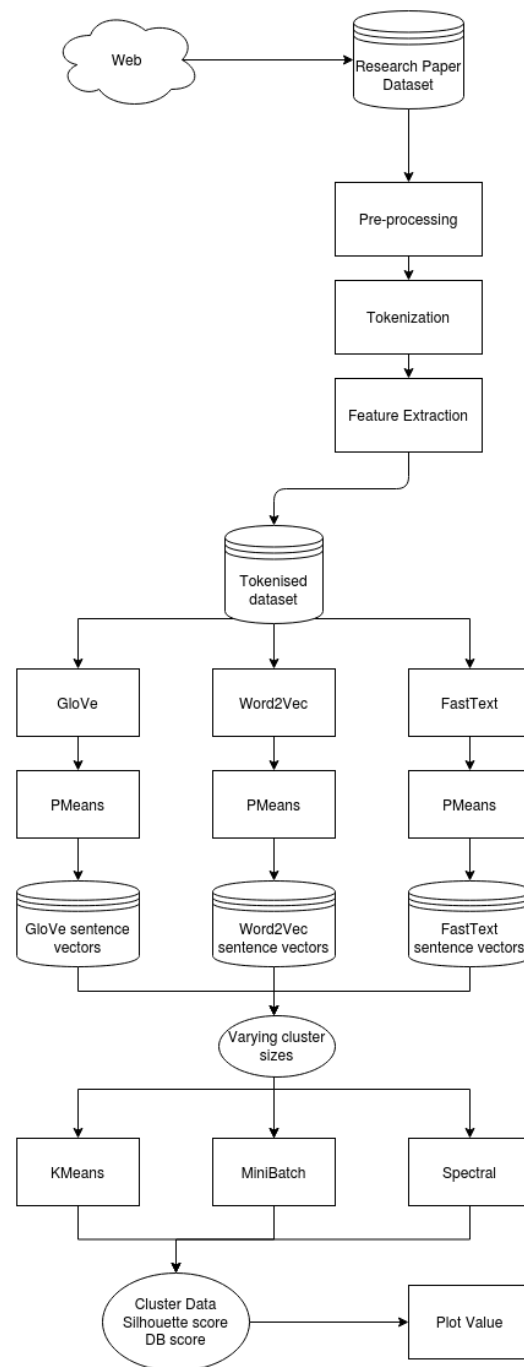 Web
Research Paper
Dataset
Pre-processing
Tokenization
Feature Extraction
Tokenised
dataset
GloVe
Word2Vec
FastText
PMeans
PMeans
PMeans
GloVe sentence
vectors
Word2Vec
sentence vectors
FastText
sentence vectors
Varying cluster
sizes
KMeans
MiniBatch
Spectral
Cluster Data
Silhouette score
DB score
Plot Value